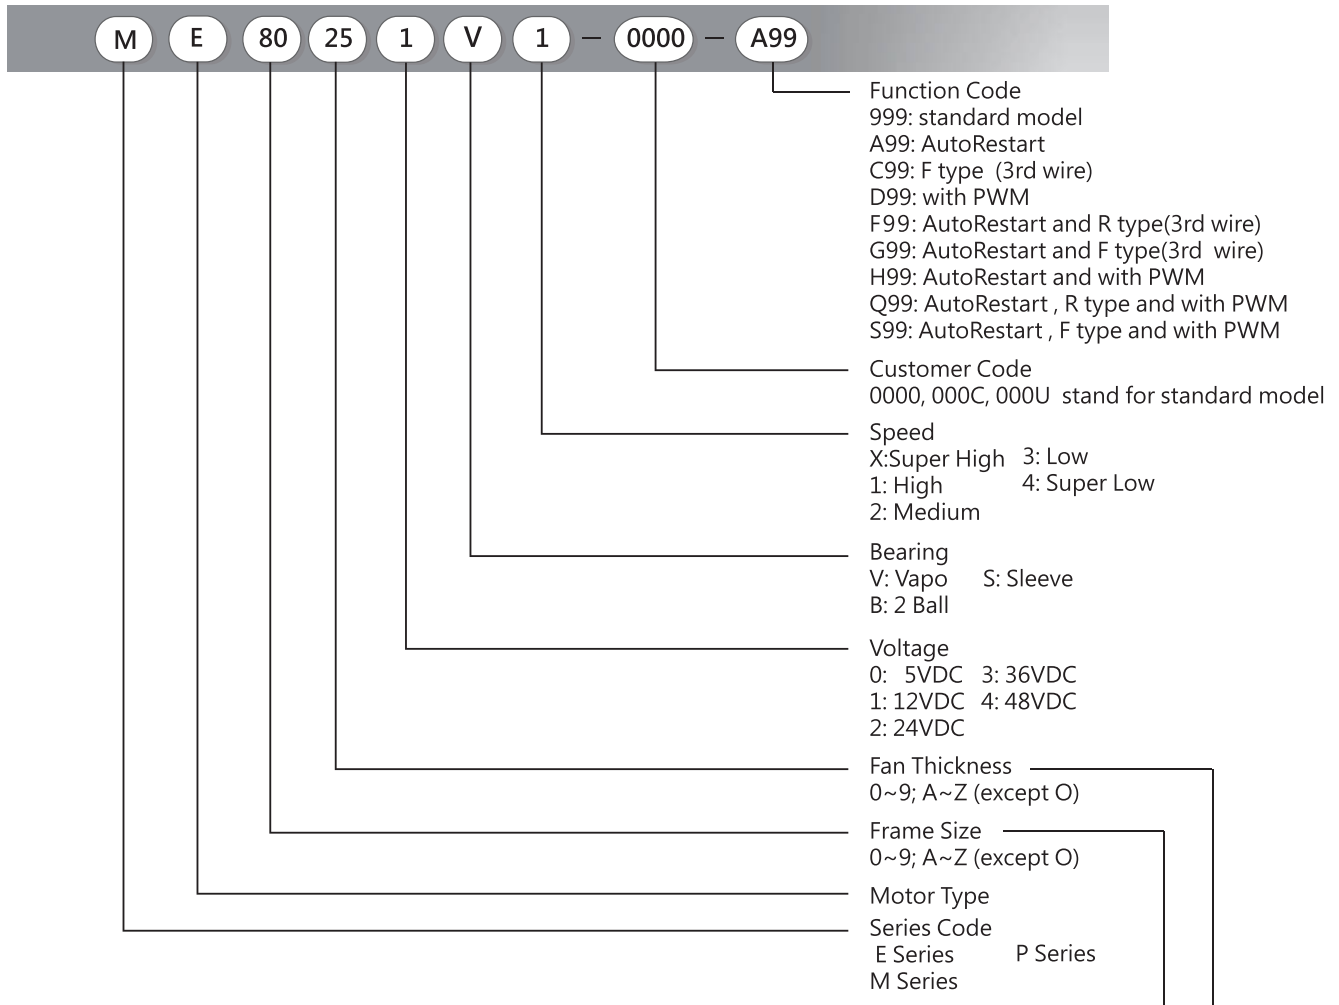 M E 80 25 1 V 1 – 0000 – A99
Function Code
999: standard model
A99: AutoRestart
C99: F type (3rd wire)
D99: with PWM
F99: AutoRestart and R type(3rd wire)
G99: AutoRestart and F type(3rd wire)
H99: AutoRestart and with PWM
Q99: AutoRestart , R type and with PWM
S99: AutoRestart , F type and with PWM
Customer Code
0000, 000C, 000U stand for standard model
Speed
X:Super High 3: Low
1: High 4: Super Low
2: Medium
Bearing
V: Vapo S: Sleeve
B: 2 Ball
Voltage
0: 5VDC 3: 36VDC
1: 12VDC 4: 48VDC
2: 24VDC
Fan Thickness
0~9; A~Z (except O)
Frame Size
0~9; A~Z (except O)
Motor Type
Series Code
E Series P Series
M Series